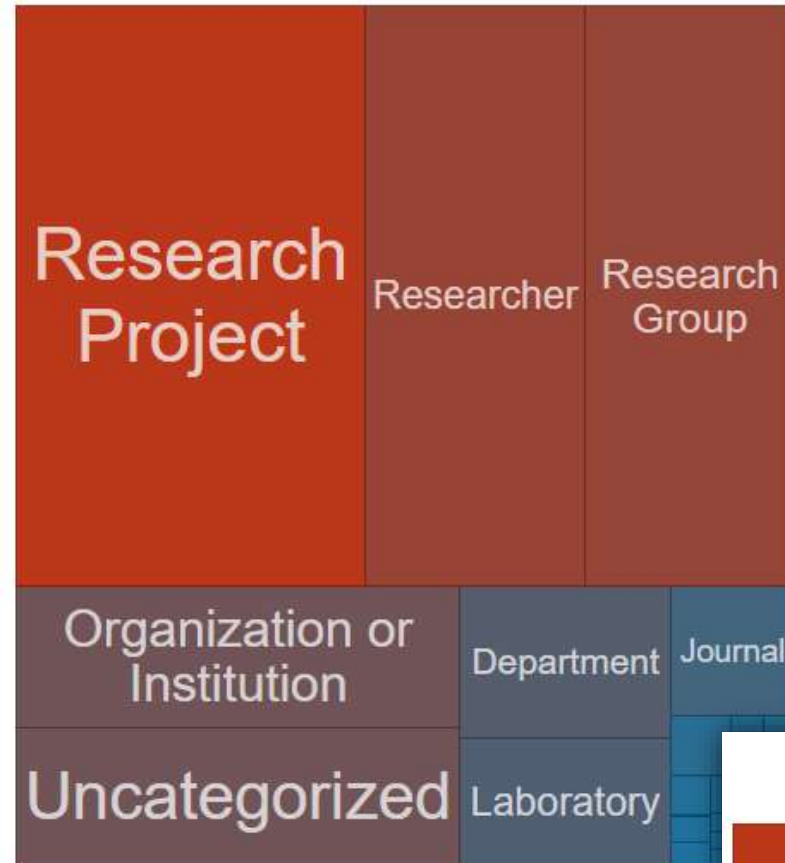 Research
Project
Researcher
Research
Group
Organization or
Institution
Department
Journal
Uncategorized
Laboratory